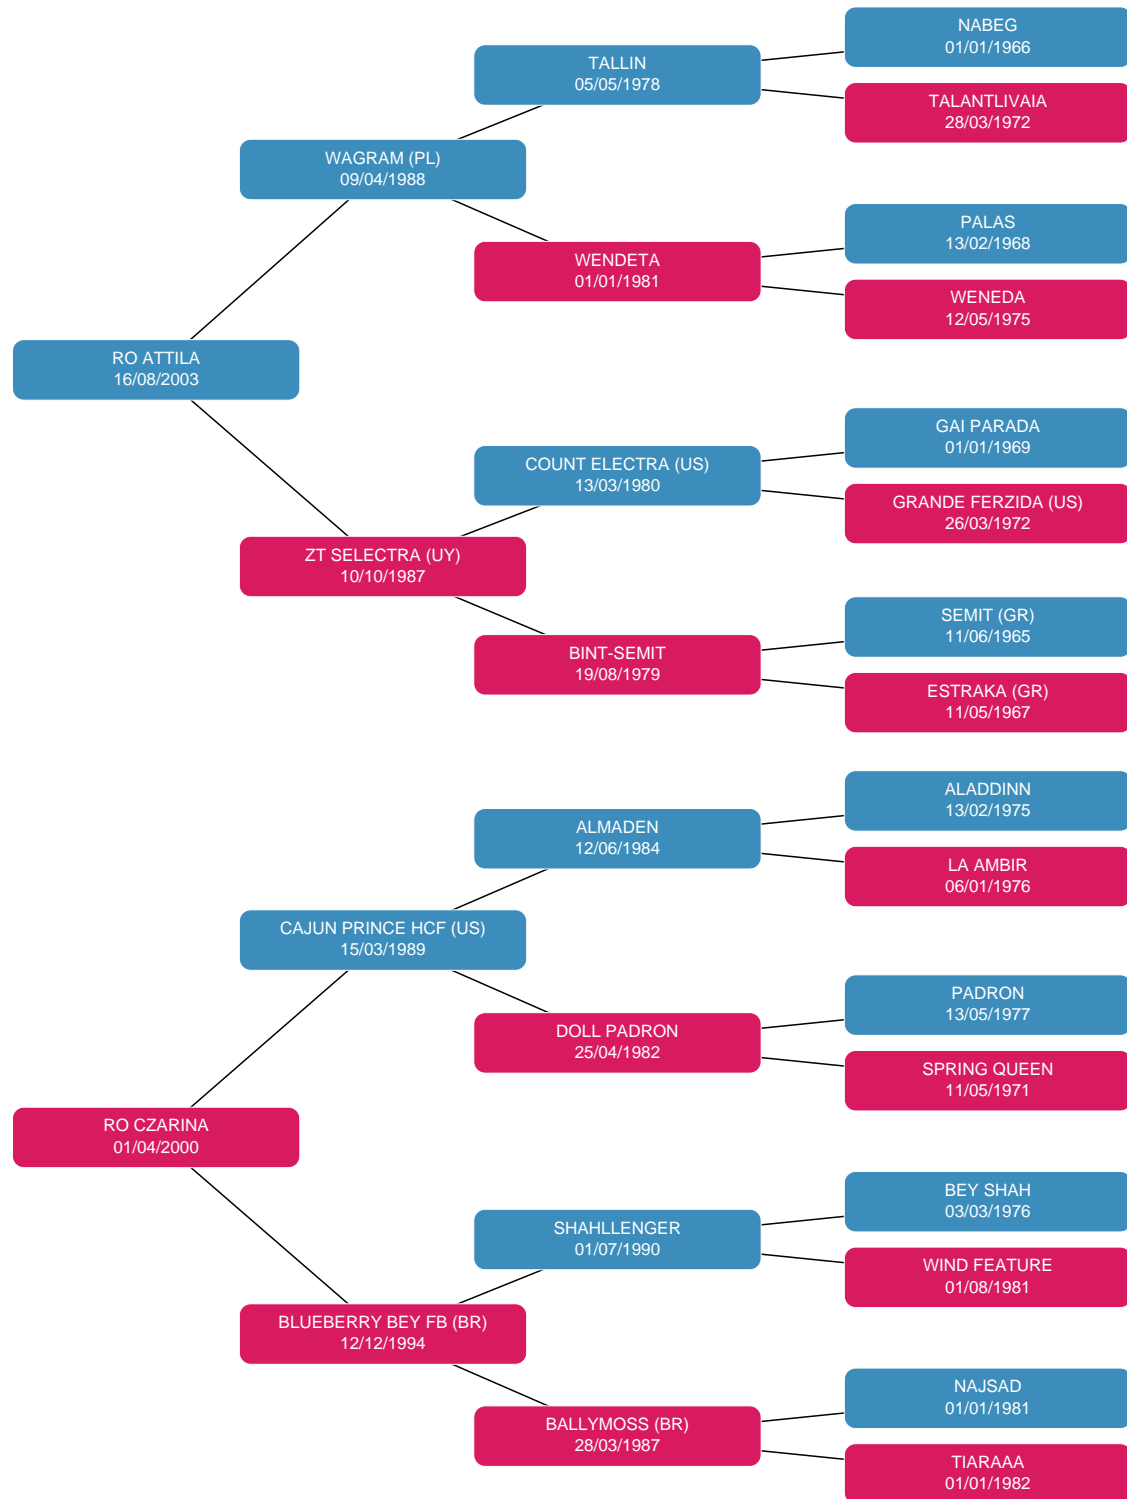 NABEG
01/01/1966
TALLIN
05/05/1978
TALANTLIVAIA
28/03/1972
WAGRAM (PL)
09/04/1988
PALAS
13/02/1968
WENDETA
01/01/1981
WENEDA
12/05/1975
RO ATTILA
16/08/2003
GAI PARADA
01/01/1969
COUNT ELECTRA (US)
13/03/1980
GRANDE FERZIDA (US)
26/03/1972
ZT SELECTRA (UY)
10/10/1987
SEMIT (GR)
11/06/1965
BINT-SEMIT
19/08/1979
ESTRAKA (GR)
11/05/1967
ALADDINN
13/02/1975
ALMADEN
12/06/1984
LA AMBIR
06/01/1976
CAJUN PRINCE HCF (US)
15/03/1989
PADRON
13/05/1977
DOLL PADRON
25/04/1982
SPRING QUEEN
11/05/1971
RO CZARINA
01/04/2000
BEY SHAH
03/03/1976
SHAHLLENGER
01/07/1990
WIND FEATURE
01/08/1981
BLUEBERRY BEY FB (BR)
12/12/1994
NAJSAD
01/01/1981
BALLYMOSS (BR)
28/03/1987
TIARAAA
01/01/1982